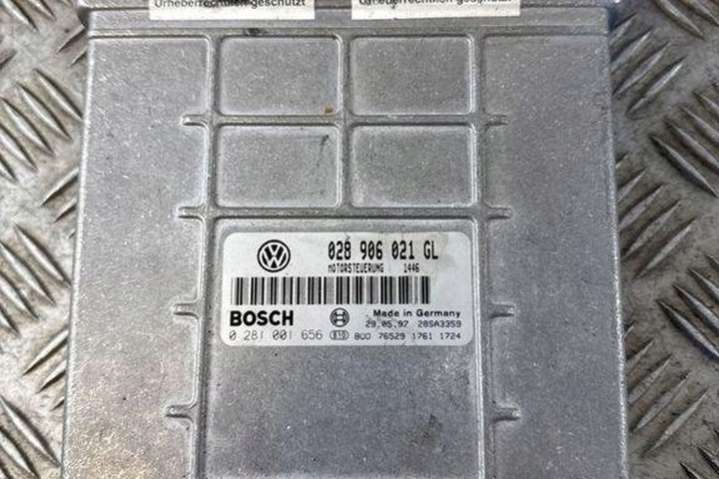 Urheberrechtlich geschützt
Urheberrechtlich geschützt
028 906 021 GL
MOTORSTEUERUNG 1446
BOSCH
Made in Germany
29.05.97 28SA3359
0 281 001 656 BUO 76529 1761 1724